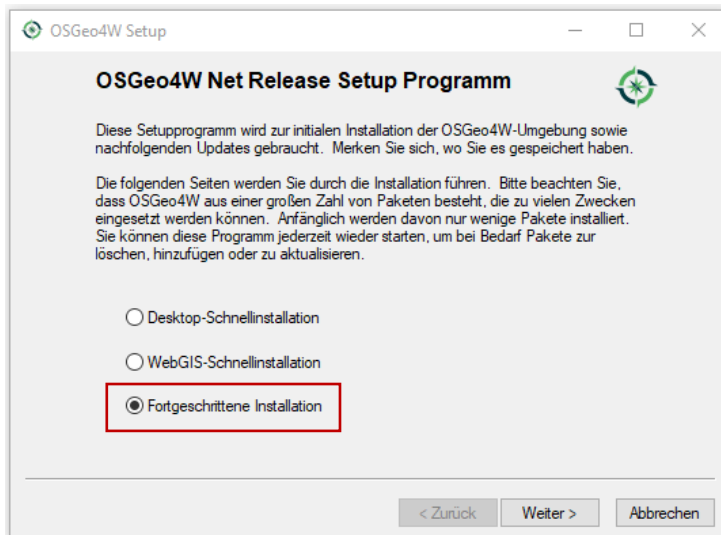 OSGeo4W Setup
OSGeo4W Net Release Setup Programm
Diese Setupprogramm wird zur initialen Installation der OSGeo4W-Umgebung sowie
nachfolgenden Updates gebraucht. Merken Sie sich, wo Sie es gespeichert haben.
Die folgenden Seiten werden Sie durch die Installation führen. Bitte beachten Sie,
dass OSGeo4W aus einer großen Zahl von Paketen besteht, die zu vielen Zwecken
eingesetzt werden können. Anfänglich werden davon nur wenige Pakete installiert.
Sie können diese Programm jederzeit wieder starten, um bei Bedarf Pakete zur
löschen, hinzufügen oder zu aktualisieren.
Desktop-Schnellinstallation
WebGIS-Schnellinstallation
Fortgeschrittene Installation
< Zurück Weiter > Abbrechen